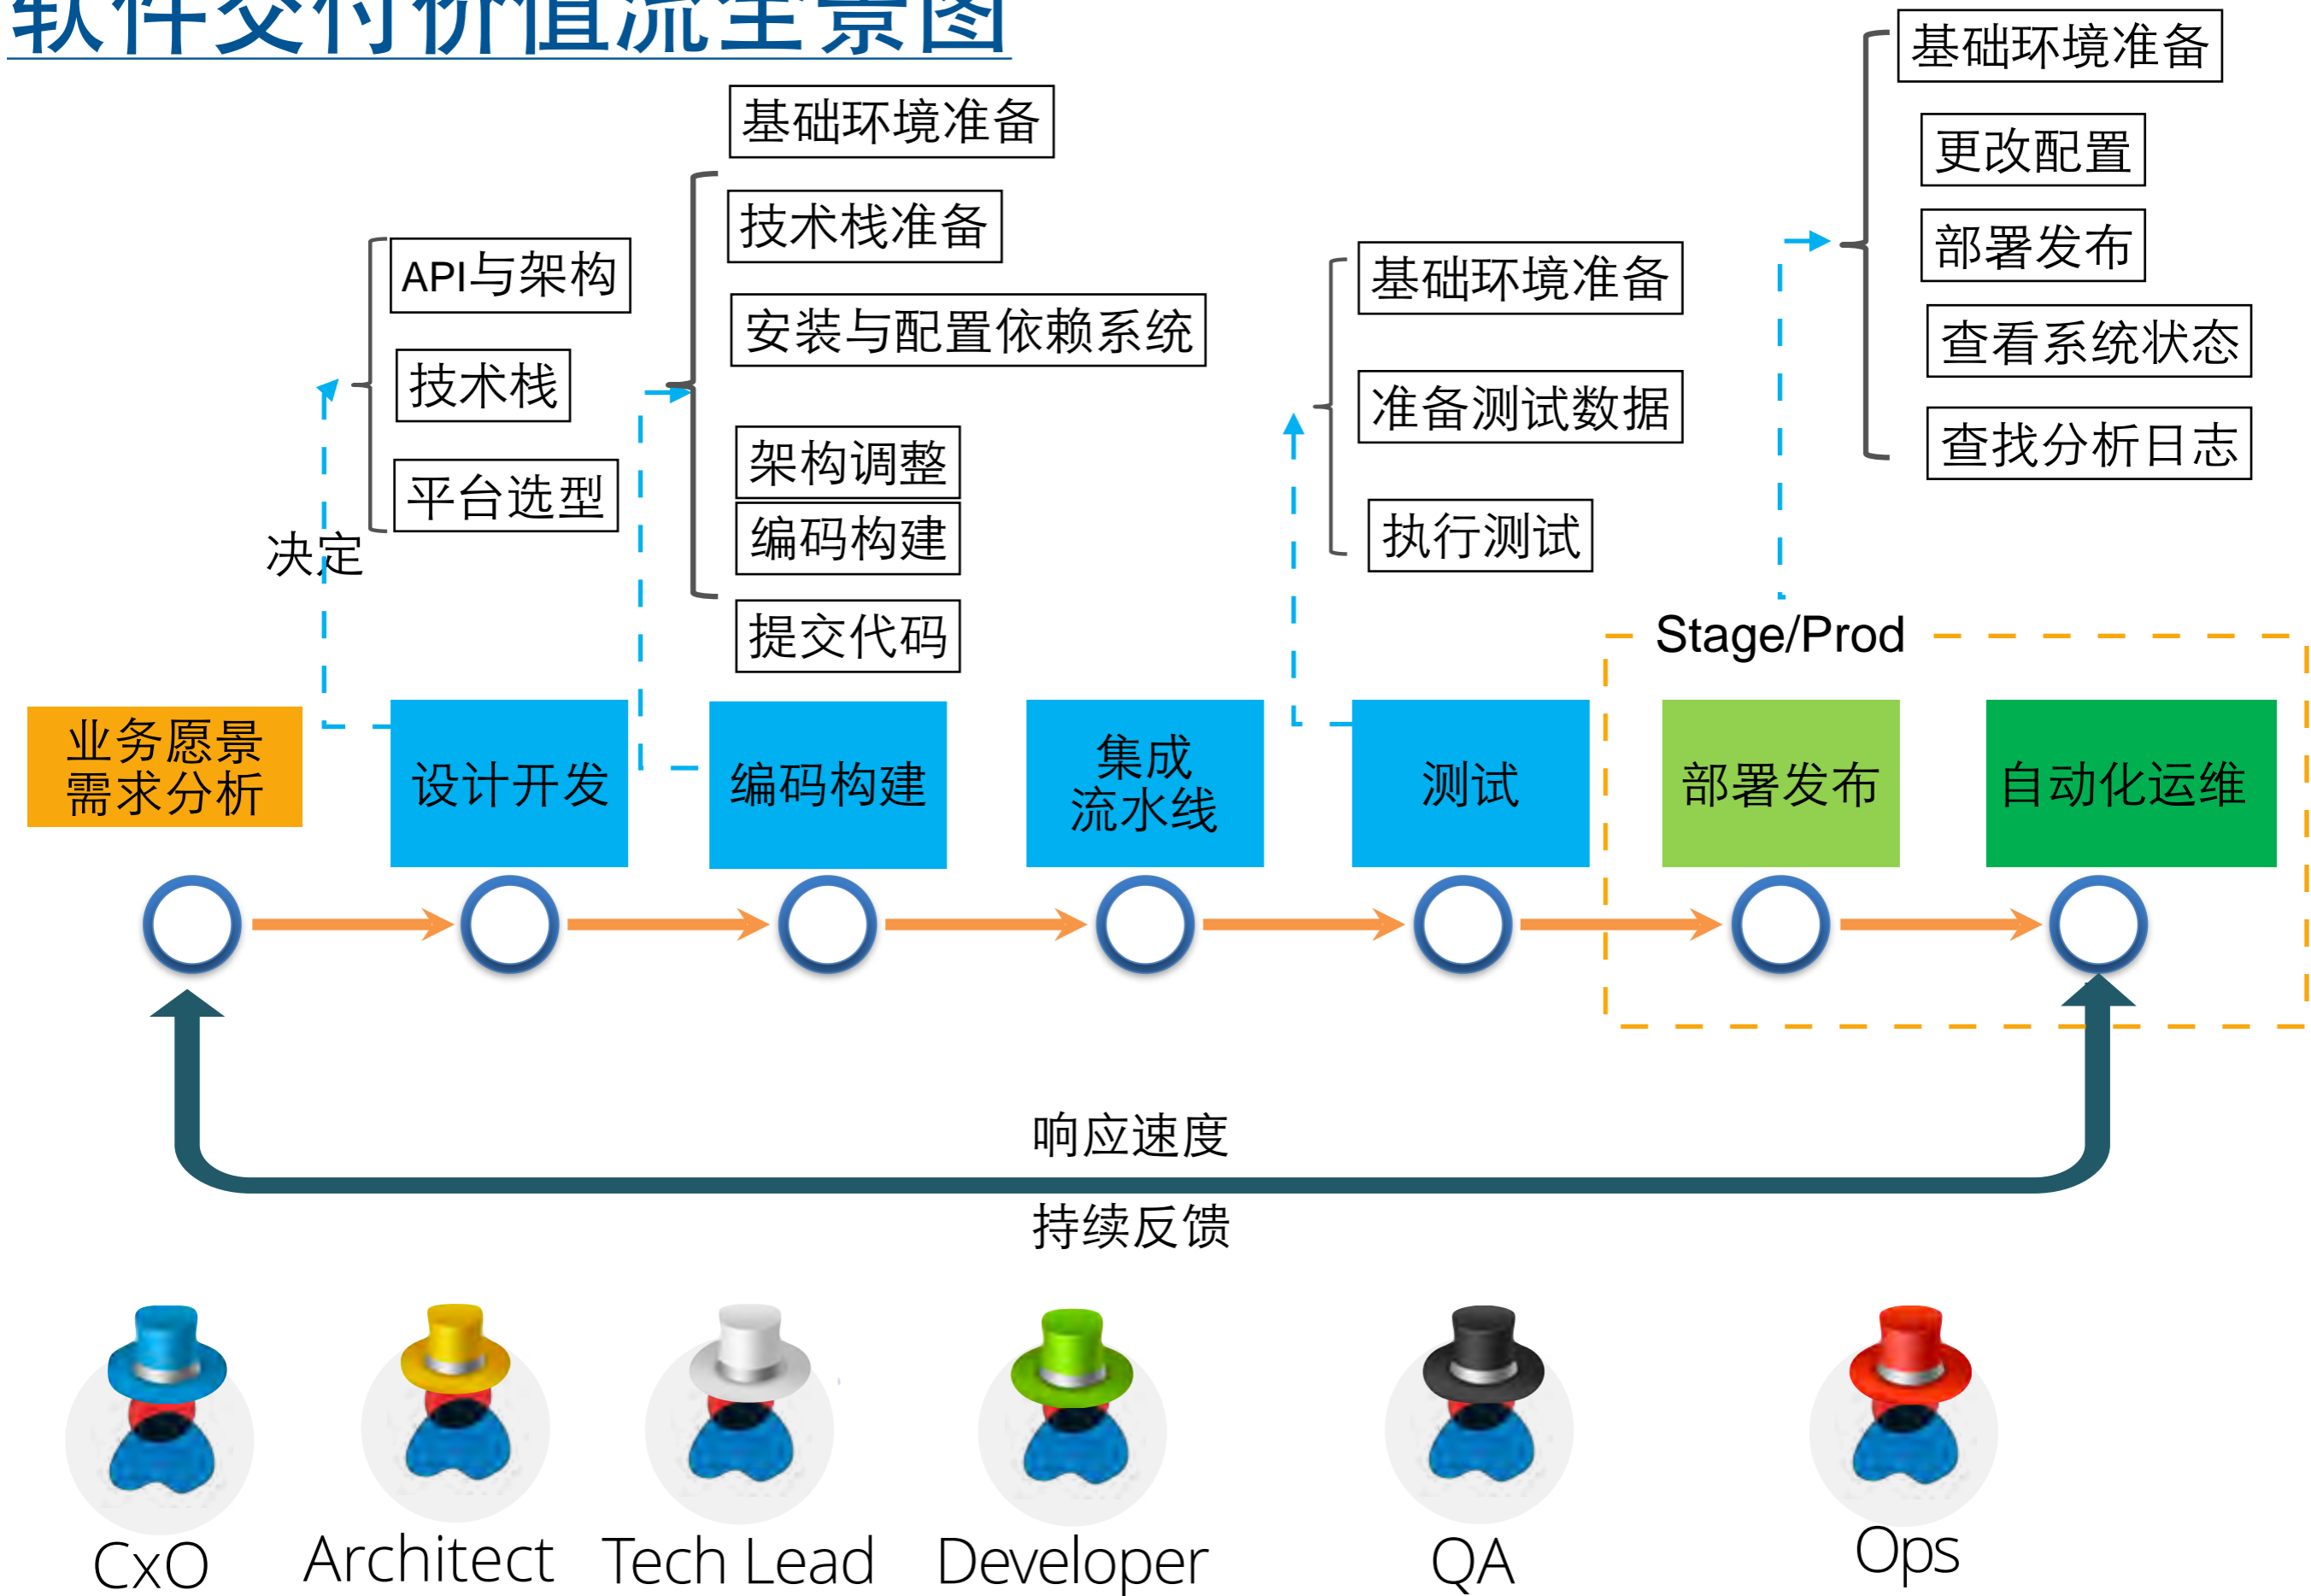 软件交付价值流全景图
基础环境准备
技术栈准备
安装与配置依赖系统
架构调整
编码构建
提交代码
API与架构
技术栈
平台选型
决定
基础环境准备
准备测试数据
执行测试
基础环境准备
更改配置
部署发布
查看系统状态
查找分析日志
Stage/Prod
业务愿景
需求分析
设计开发
编码构建
集成
流水线
测试
部署发布
自动化运维
响应速度
持续反馈
CxO
Architect
Tech Lead
Developer
QA
Ops